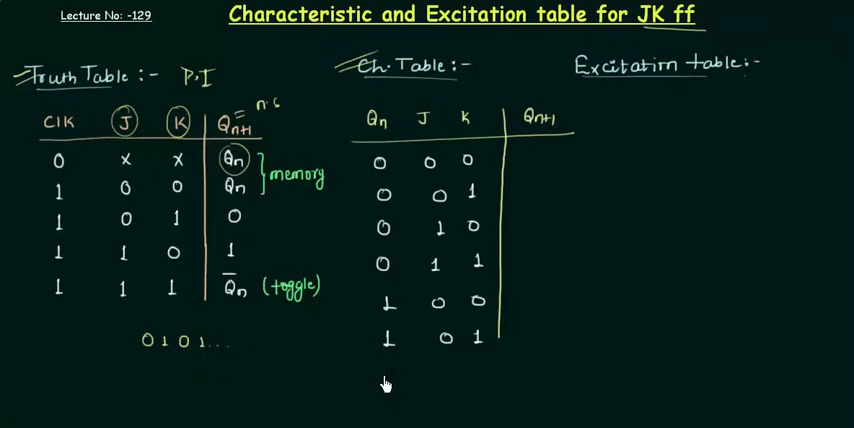 Lecture No: -129
Characteristic and Excitation table for JK ff
Truth Table :- P.I
Ch. Table :-
Excitation table:-
n.s
Clk J K Qn+1
0 x x Qn
1 0 0 Qn
memory
1 0 1 0
1 1 0 1
1 1 1 Q̅n (toggle)
0 1 0 1 ...
Qn J K Qn+1
0 0 0
0 0 1
0 1 0
0 1 1
1 0 0
1 0 1